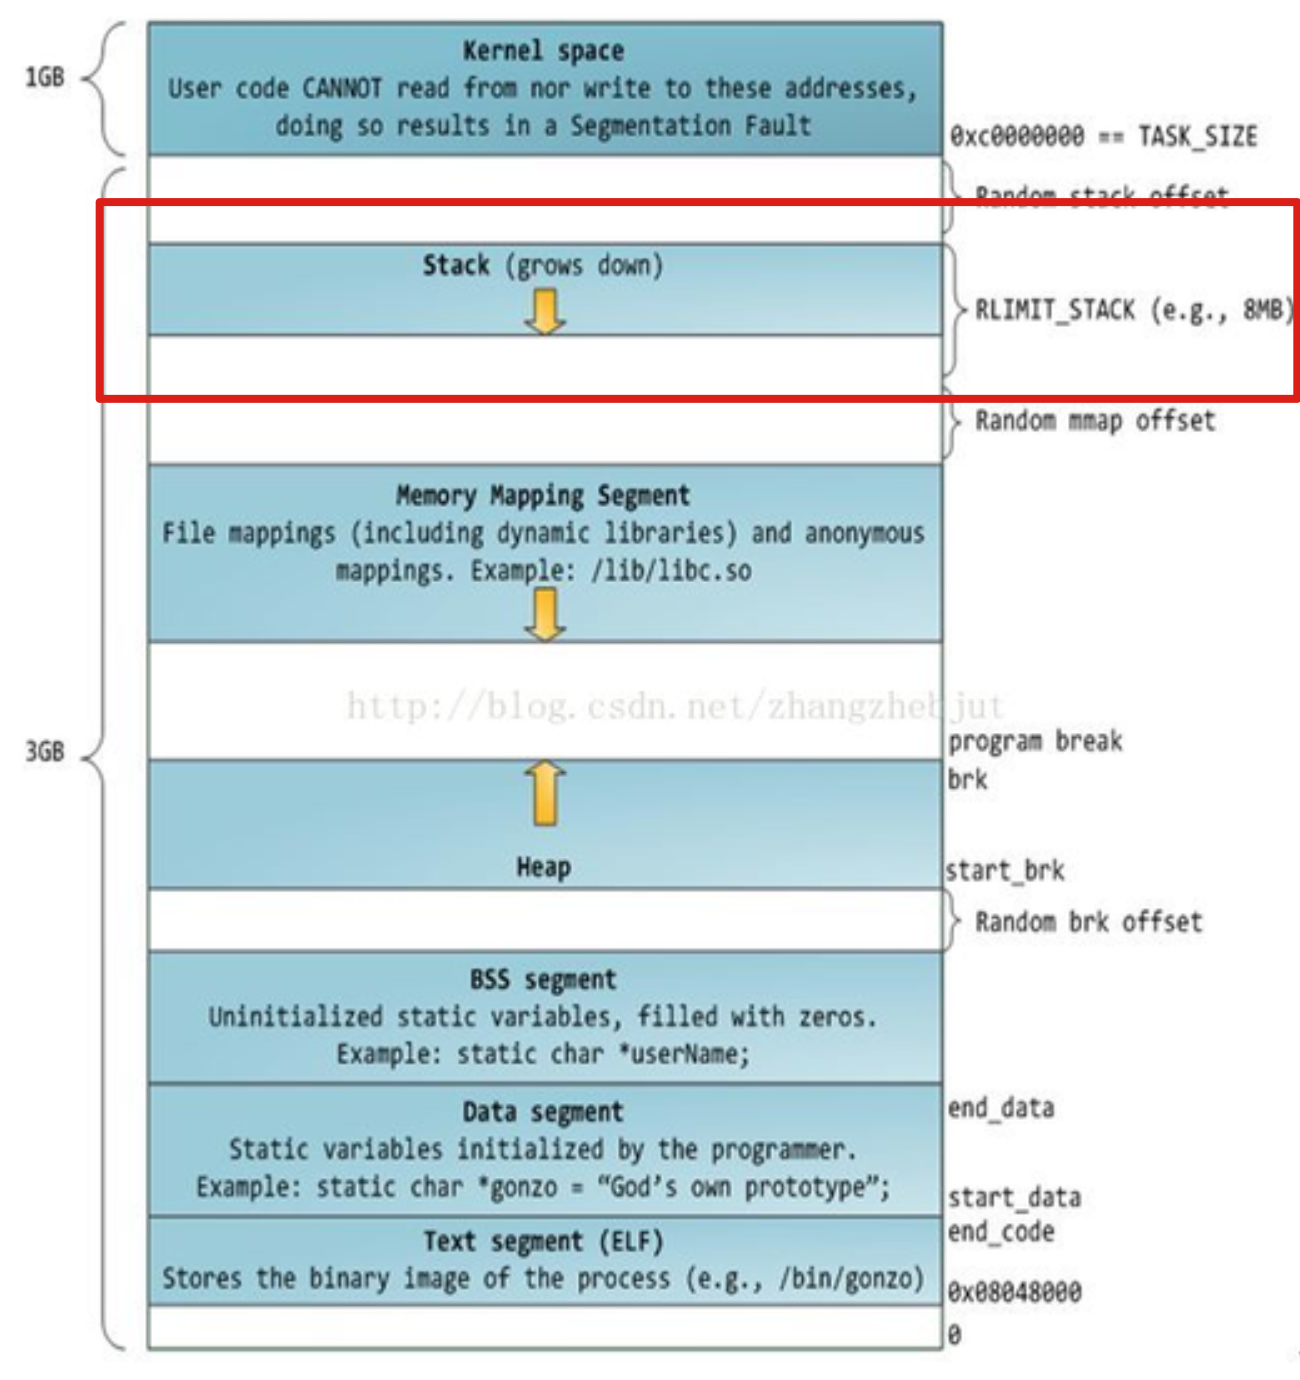 Kernel space
1GB
User code CANNOT read from nor write to these addresses,
doing so results in a Segmentation Fault
0xc0000000 == TASK_SIZE
Random stack offset
Stack (grows down)
RLIMIT_STACK (e.g., 8MB)
Random mmap offset
Memory Mapping Segment
File mappings (including dynamic libraries) and anonymous
mappings. Example: /lib/libc.so
http://blog.csdn.net/zhangzhebjut
program break
3GB
brk
Heap
start_brk
Random brk offset
BSS segment
Uninitialized static variables, filled with zeros.
Example: static char *userName;
Data segment
end_data
Static variables initialized by the programmer.
Example: static char *gonzo = “God’s own prototype”;
start_data
end_code
Text segment (ELF)
Stores the binary image of the process (e.g., /bin/gonzo)
0x08048000
0